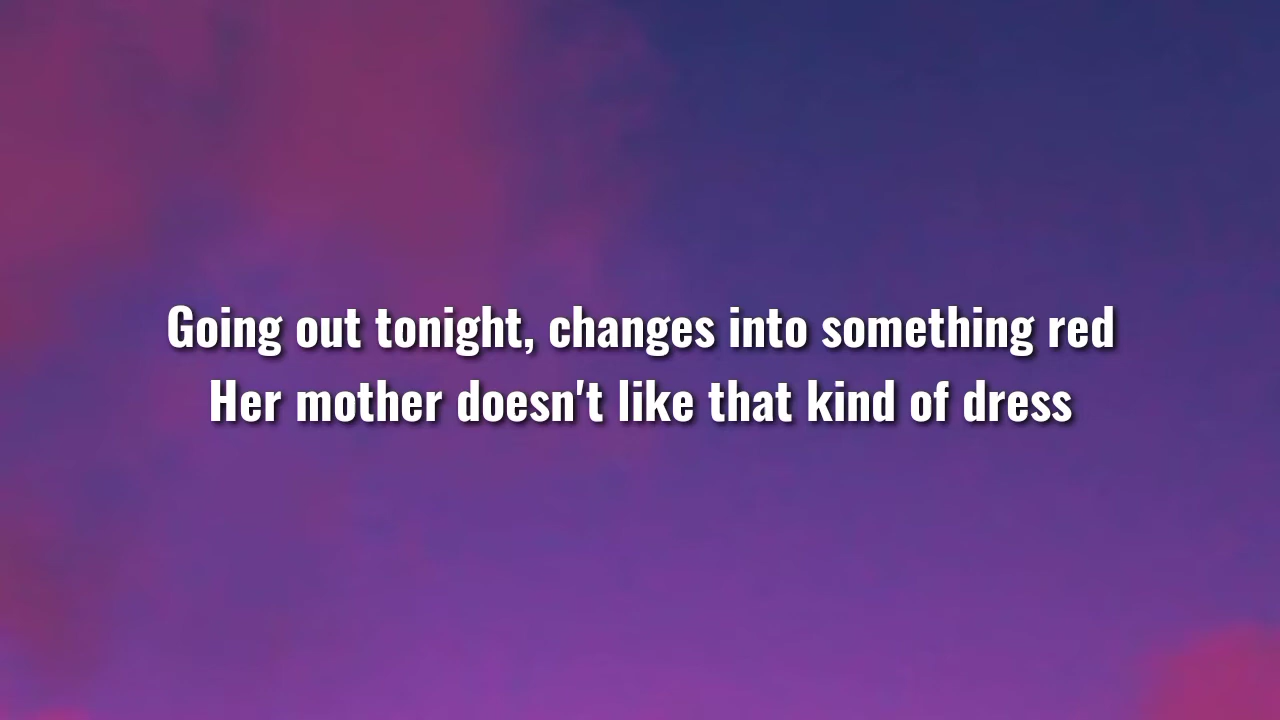 Going out tonight, changes into something red
Her mother doesn't like that kind of dress